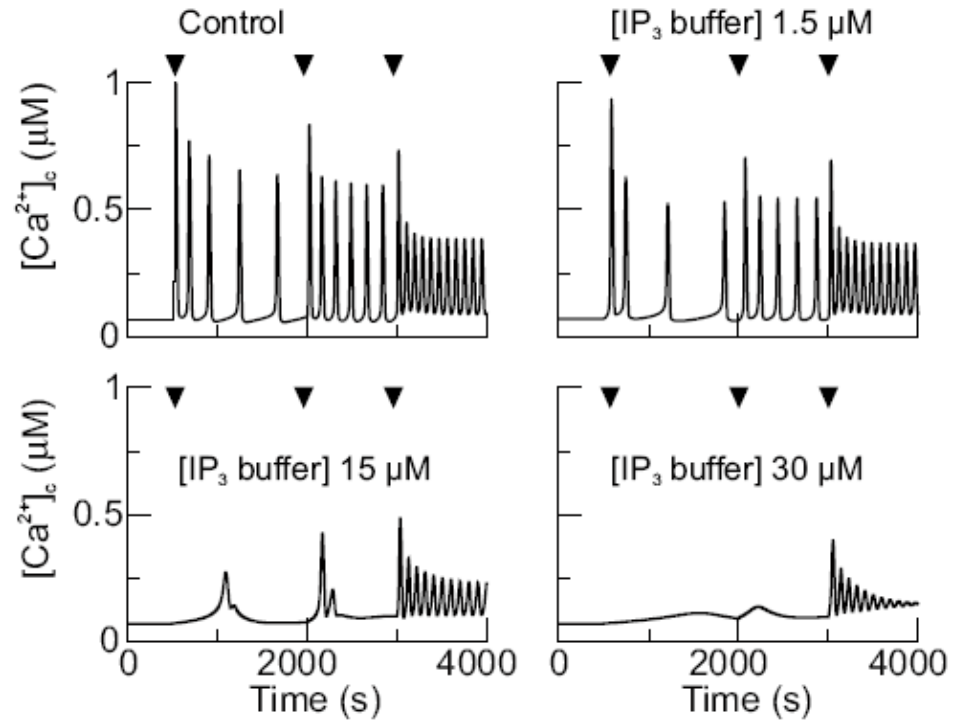 Control
[IP₃ buffer] 1.5 µM
[Ca²⁺]c (µM)
1
0.5
0
[Ca²⁺]c (µM)
1
0.5
0
[IP₃ buffer] 15 µM
[IP₃ buffer] 30 µM
0 2000 4000
0 2000 4000
Time (s)
Time (s)